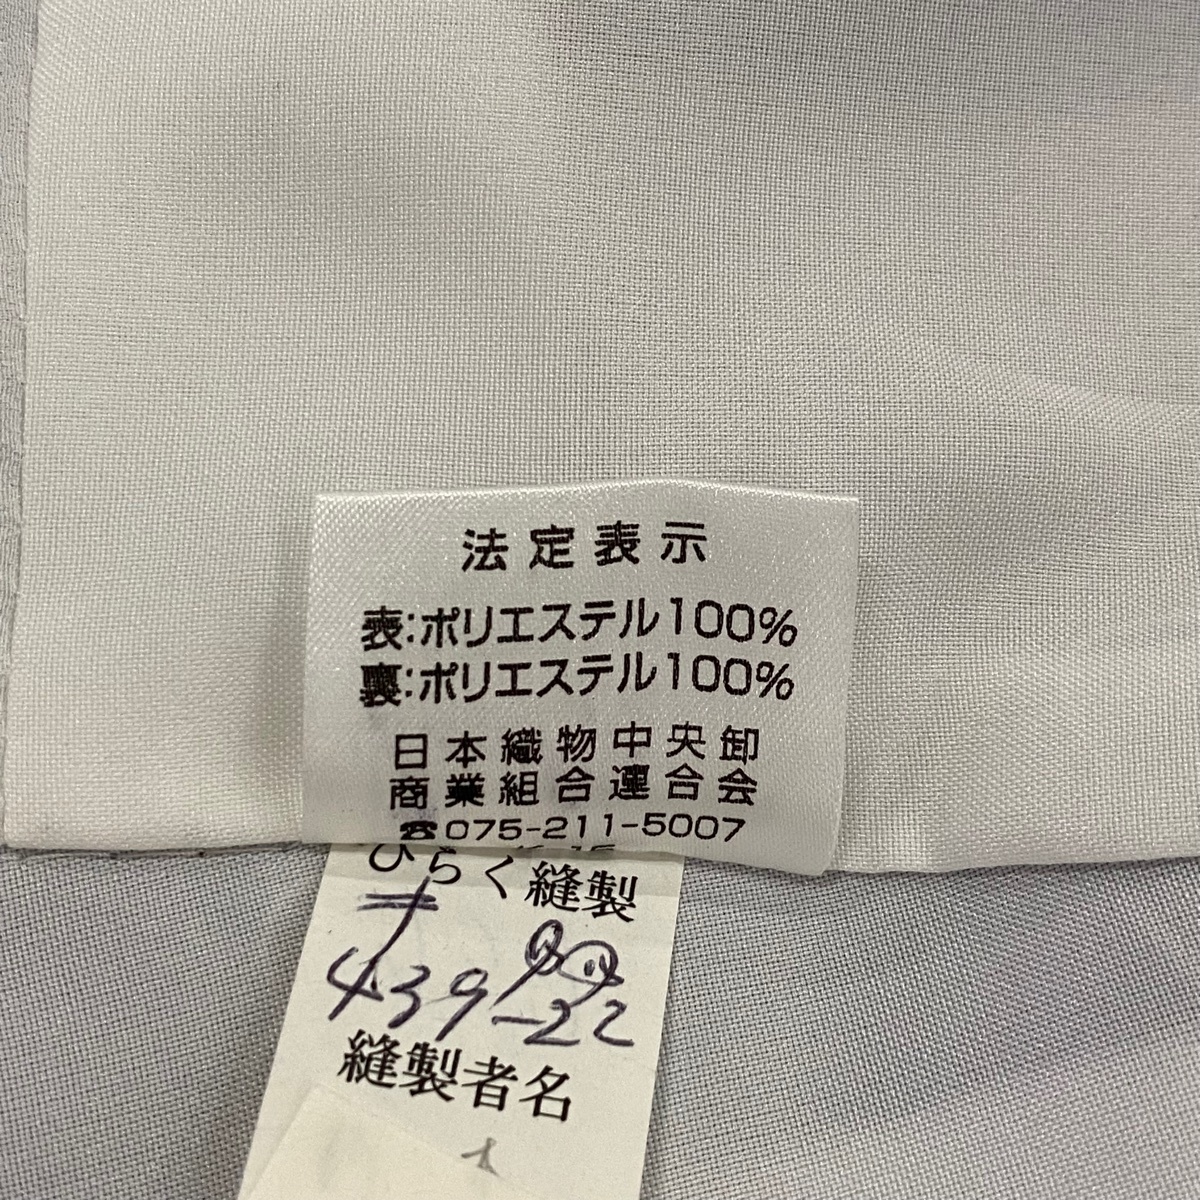 法定表示
表:ポリエステル100%
裏:ポリエステル100%
日本織物中央卸
商業組合連合会
☎075-211-5007
ひらく縫製
439-22
縫製者名